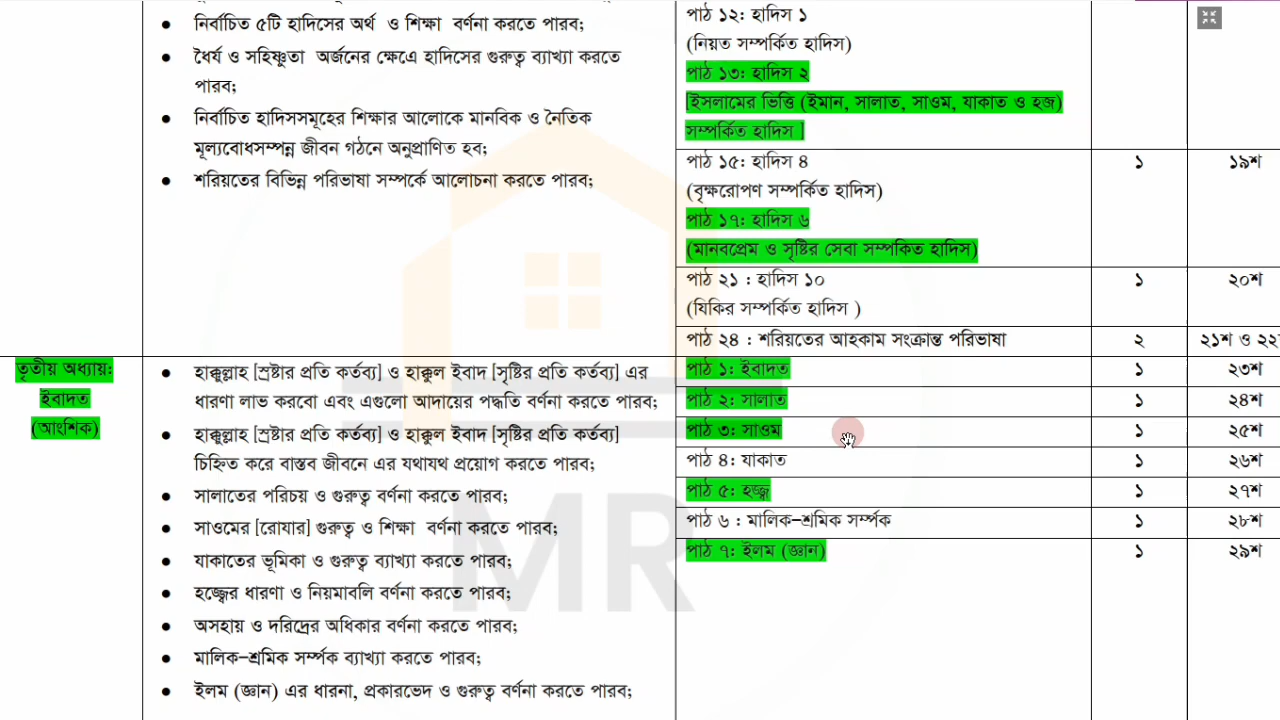 নির্বাচিত ৫টি হাদিসের অর্থ ও শিক্ষা বর্ণনা করতে পারব;
ধৈর্য ও সহিষ্ণুতা অর্জনের ক্ষেত্রে হাদিসের গুরুত্ব ব্যাখ্যা করতে
পারব;
নির্বাচিত হাদিসসমূহের শিক্ষার আলোকে মানবিক ও নৈতিক
মূল্যবোধসম্পন্ন জীবন গঠনে অনুপ্রাণিত হব;
শরিয়তের বিভিন্ন পরিভাষা সম্পর্কে আলোচনা করতে পারব;
পাঠ ১২: হাদিস ১
(নিয়ত সম্পর্কিত হাদিস)
পাঠ ১৩: হাদিস ২
[ইসলামের ভিত্তি (ইমান, সালাত, সাওম, যাকাত ও হজ)
সম্পর্কিত হাদিস ]
পাঠ ১৫: হাদিস ৪ ১ ১৯শ
(বৃক্ষরোপণ সম্পর্কিত হাদিস)
পাঠ ১৭: হাদিস ৬
(মানবপ্রেম ও সৃষ্টির সেবা সম্পকিত হাদিস)
পাঠ ২১ : হাদিস ১০ ১ ২০শ
(যিকির সম্পর্কিত হাদিস )
পাঠ ২৪ : শরিয়তের আহকাম সংক্রান্ত পরিভাষা ২ ২১শ ও ২২
তৃতীয় অধ্যায়:
ইবাদত
(আংশিক)
হাক্কুল্লাহ [স্রষ্টার প্রতি কর্তব্য] ও হাক্কুল ইবাদ [সৃষ্টির প্রতি কর্তব্য] এর
ধারণা লাভ করবো এবং এগুলো আদায়ের পদ্ধতি বর্ণনা করতে পারব;
হাক্কুল্লাহ [স্রষ্টার প্রতি কর্তব্য] ও হাক্কুল ইবাদ [সৃষ্টির প্রতি কর্তব্য]
চিহ্নিত করে বাস্তব জীবনে এর যথাযথ প্রয়োগ করতে পারব;
সালাতের পরিচয় ও গুরুত্ব বর্ণনা করতে পারব;
সাওমের [রোযার] গুরুত্ব ও শিক্ষা বর্ণনা করতে পারব;
যাকাতের ভূমিকা ও গুরুত্ব ব্যাখ্যা করতে পারব;
হজ্জের ধারণা ও নিয়মাবলি বর্ণনা করতে পারব;
অসহায় ও দরিদ্রের অধিকার বর্ণনা করতে পারব;
মালিক-শ্রমিক সর্ম্পক ব্যাখ্যা করতে পারব;
ইলম (জ্ঞান) এর ধারনা, প্রকারভেদ ও গুরুত্ব বর্ণনা করতে পারব;
পাঠ ১: ইবাদত ১ ২৩শ
পাঠ ২: সালাত ১ ২৪শ
পাঠ ৩: সাওম ১ ২৫শ
পাঠ ৪: যাকাত ১ ২৬শ
পাঠ ৫: হজ্জ্ব ১ ২৭শ
পাঠ ৬ : মালিক-শ্রমিক সর্ম্পক ১ ২৮শ
পাঠ ৭: ইলম (জ্ঞান) ১ ২৯শ
MR